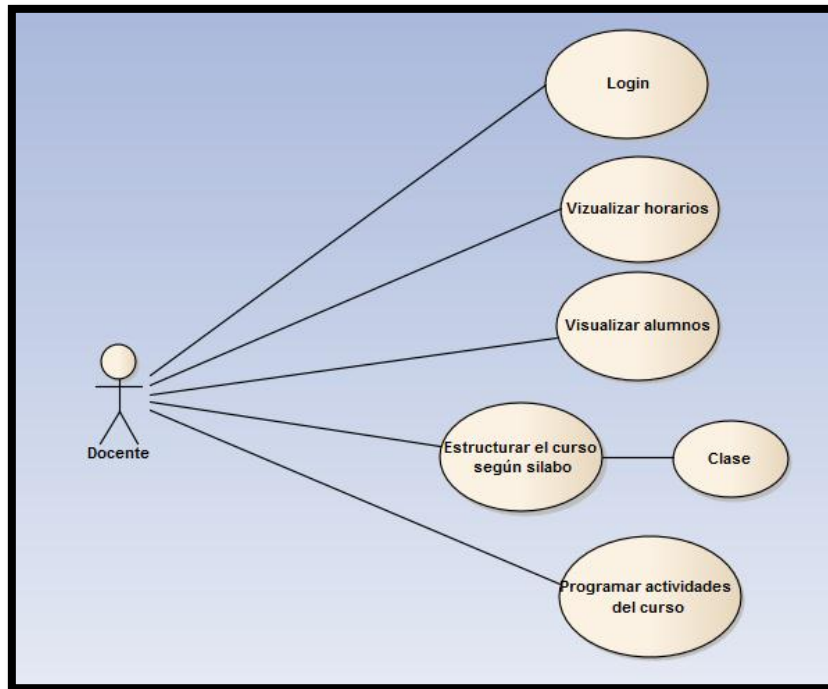 Login
Vizualizar horarios
Visualizar alumnos
Docente
Estructurar el curso
según silabo
Clase
Programar actividades
del curso